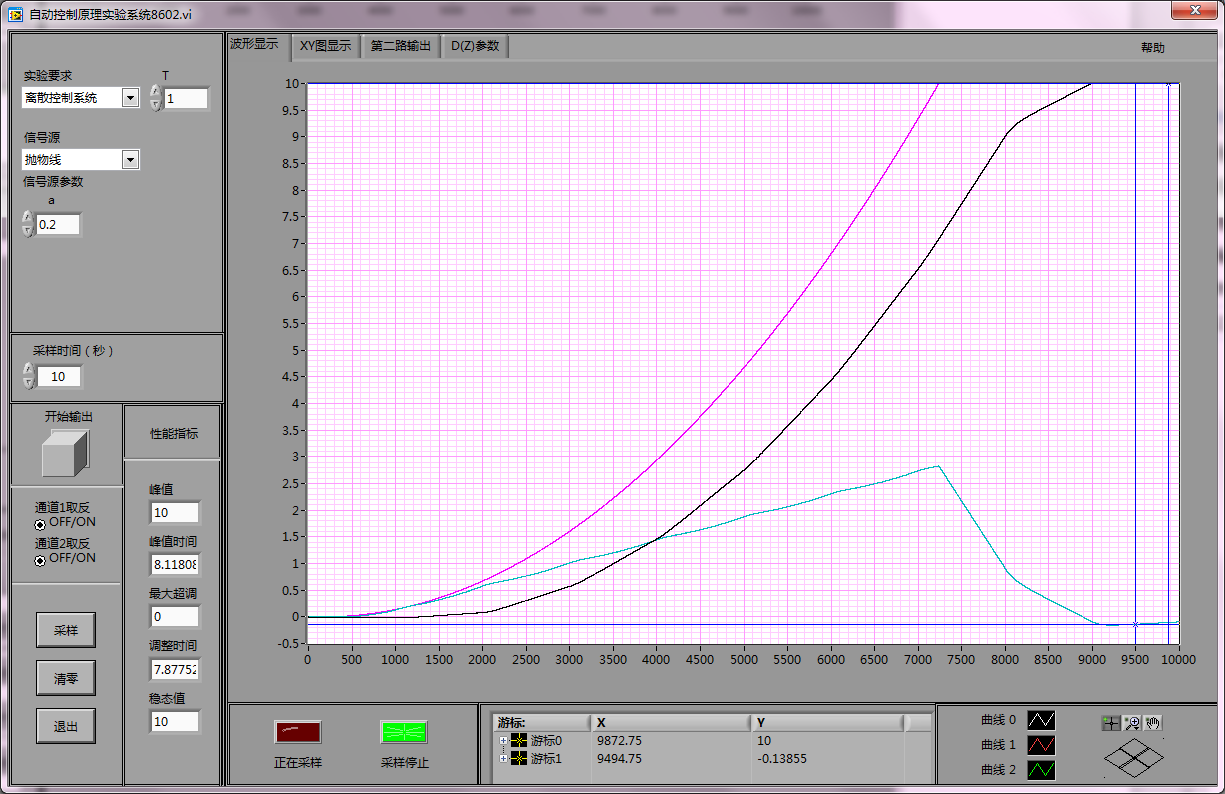 自动控制原理实验系统8602.vi
波形显示
XY图显示
第二路输出
D(Z)参数
帮助
实验要求
T
离散控制系统
1
信号源
抛物线
信号源参数
a
0.2
采样时间（秒）
10
开始输出
性能指标
通道1取反
OFF/ON
通道2取反
OFF/ON
峰值
10
峰值时间
8.11808
最大超调
0
调整时间
7.87752
稳态值
10
采样
清零
退出
10
9.5
9
8.5
8
7.5
7
6.5
6
5.5
5
4.5
4
3.5
3
2.5
2
1.5
1
0.5
0
-0.5
0 500 1000 1500 2000 2500 3000 3500 4000 4500 5000 5500 6000 6500 7000 7500 8000 8500 9000 9500 10000
正在采样
采样停止
游标: X Y
游标0 9872.75 10
游标1 9494.75 -0.13855
曲线 0
曲线 1
曲线 2